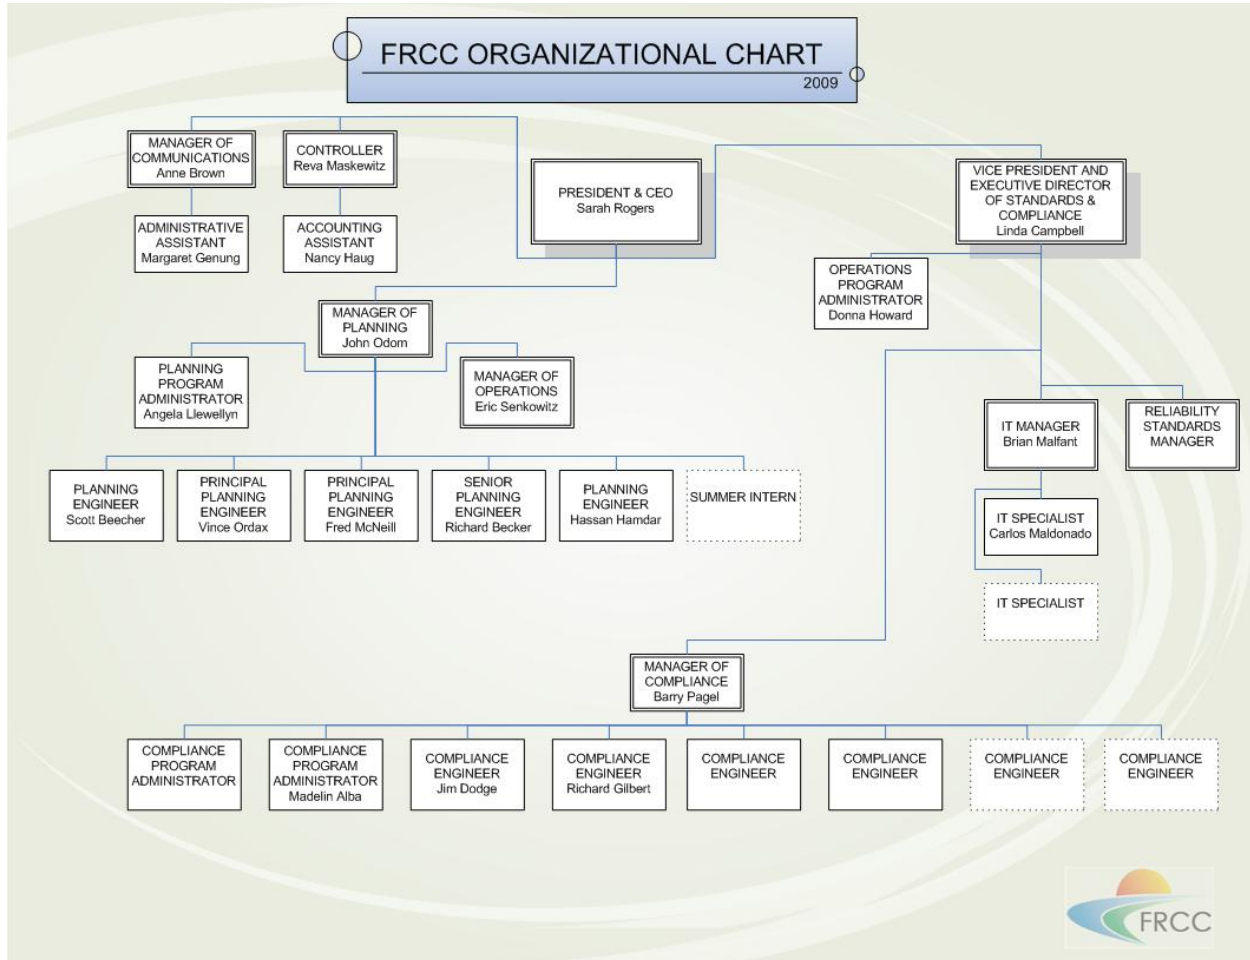 FRCC ORGANIZATIONAL CHART
2009
MANAGER OF
COMMUNICATIONS
Anne Brown
CONTROLLER
Reva Maskewitz
PRESIDENT & CEO
Sarah Rogers
VICE PRESIDENT AND
EXECUTIVE DIRECTOR
OF STANDARDS &
COMPLIANCE
Linda Campbell
ADMINISTRATIVE
ASSISTANT
Margaret Genung
ACCOUNTING
ASSISTANT
Nancy Haug
OPERATIONS
PROGRAM
ADMINISTRATOR
Donna Howard
MANAGER OF
PLANNING
John Odom
PLANNING
PROGRAM
ADMINISTRATOR
Angela Llewellyn
MANAGER OF
OPERATIONS
Eric Senkowitz
IT MANAGER
Brian Malfant
RELIABILITY
STANDARDS
MANAGER
PLANNING
ENGINEER
Scott Beecher
PRINCIPAL
PLANNING
ENGINEER
Vince Ordax
PRINCIPAL
PLANNING
ENGINEER
Fred McNeill
SENIOR
PLANNING
ENGINEER
Richard Becker
PLANNING
ENGINEER
Hassan Hamdar
SUMMER INTERN
IT SPECIALIST
Carlos Maldonado
IT SPECIALIST
MANAGER OF
COMPLIANCE
Barry Pagel
COMPLIANCE
PROGRAM
ADMINISTRATOR
COMPLIANCE
PROGRAM
ADMINISTRATOR
Madelin Alba
COMPLIANCE
ENGINEER
Jim Dodge
COMPLIANCE
ENGINEER
Richard Gilbert
COMPLIANCE
ENGINEER
COMPLIANCE
ENGINEER
COMPLIANCE
ENGINEER
COMPLIANCE
ENGINEER
FRCC